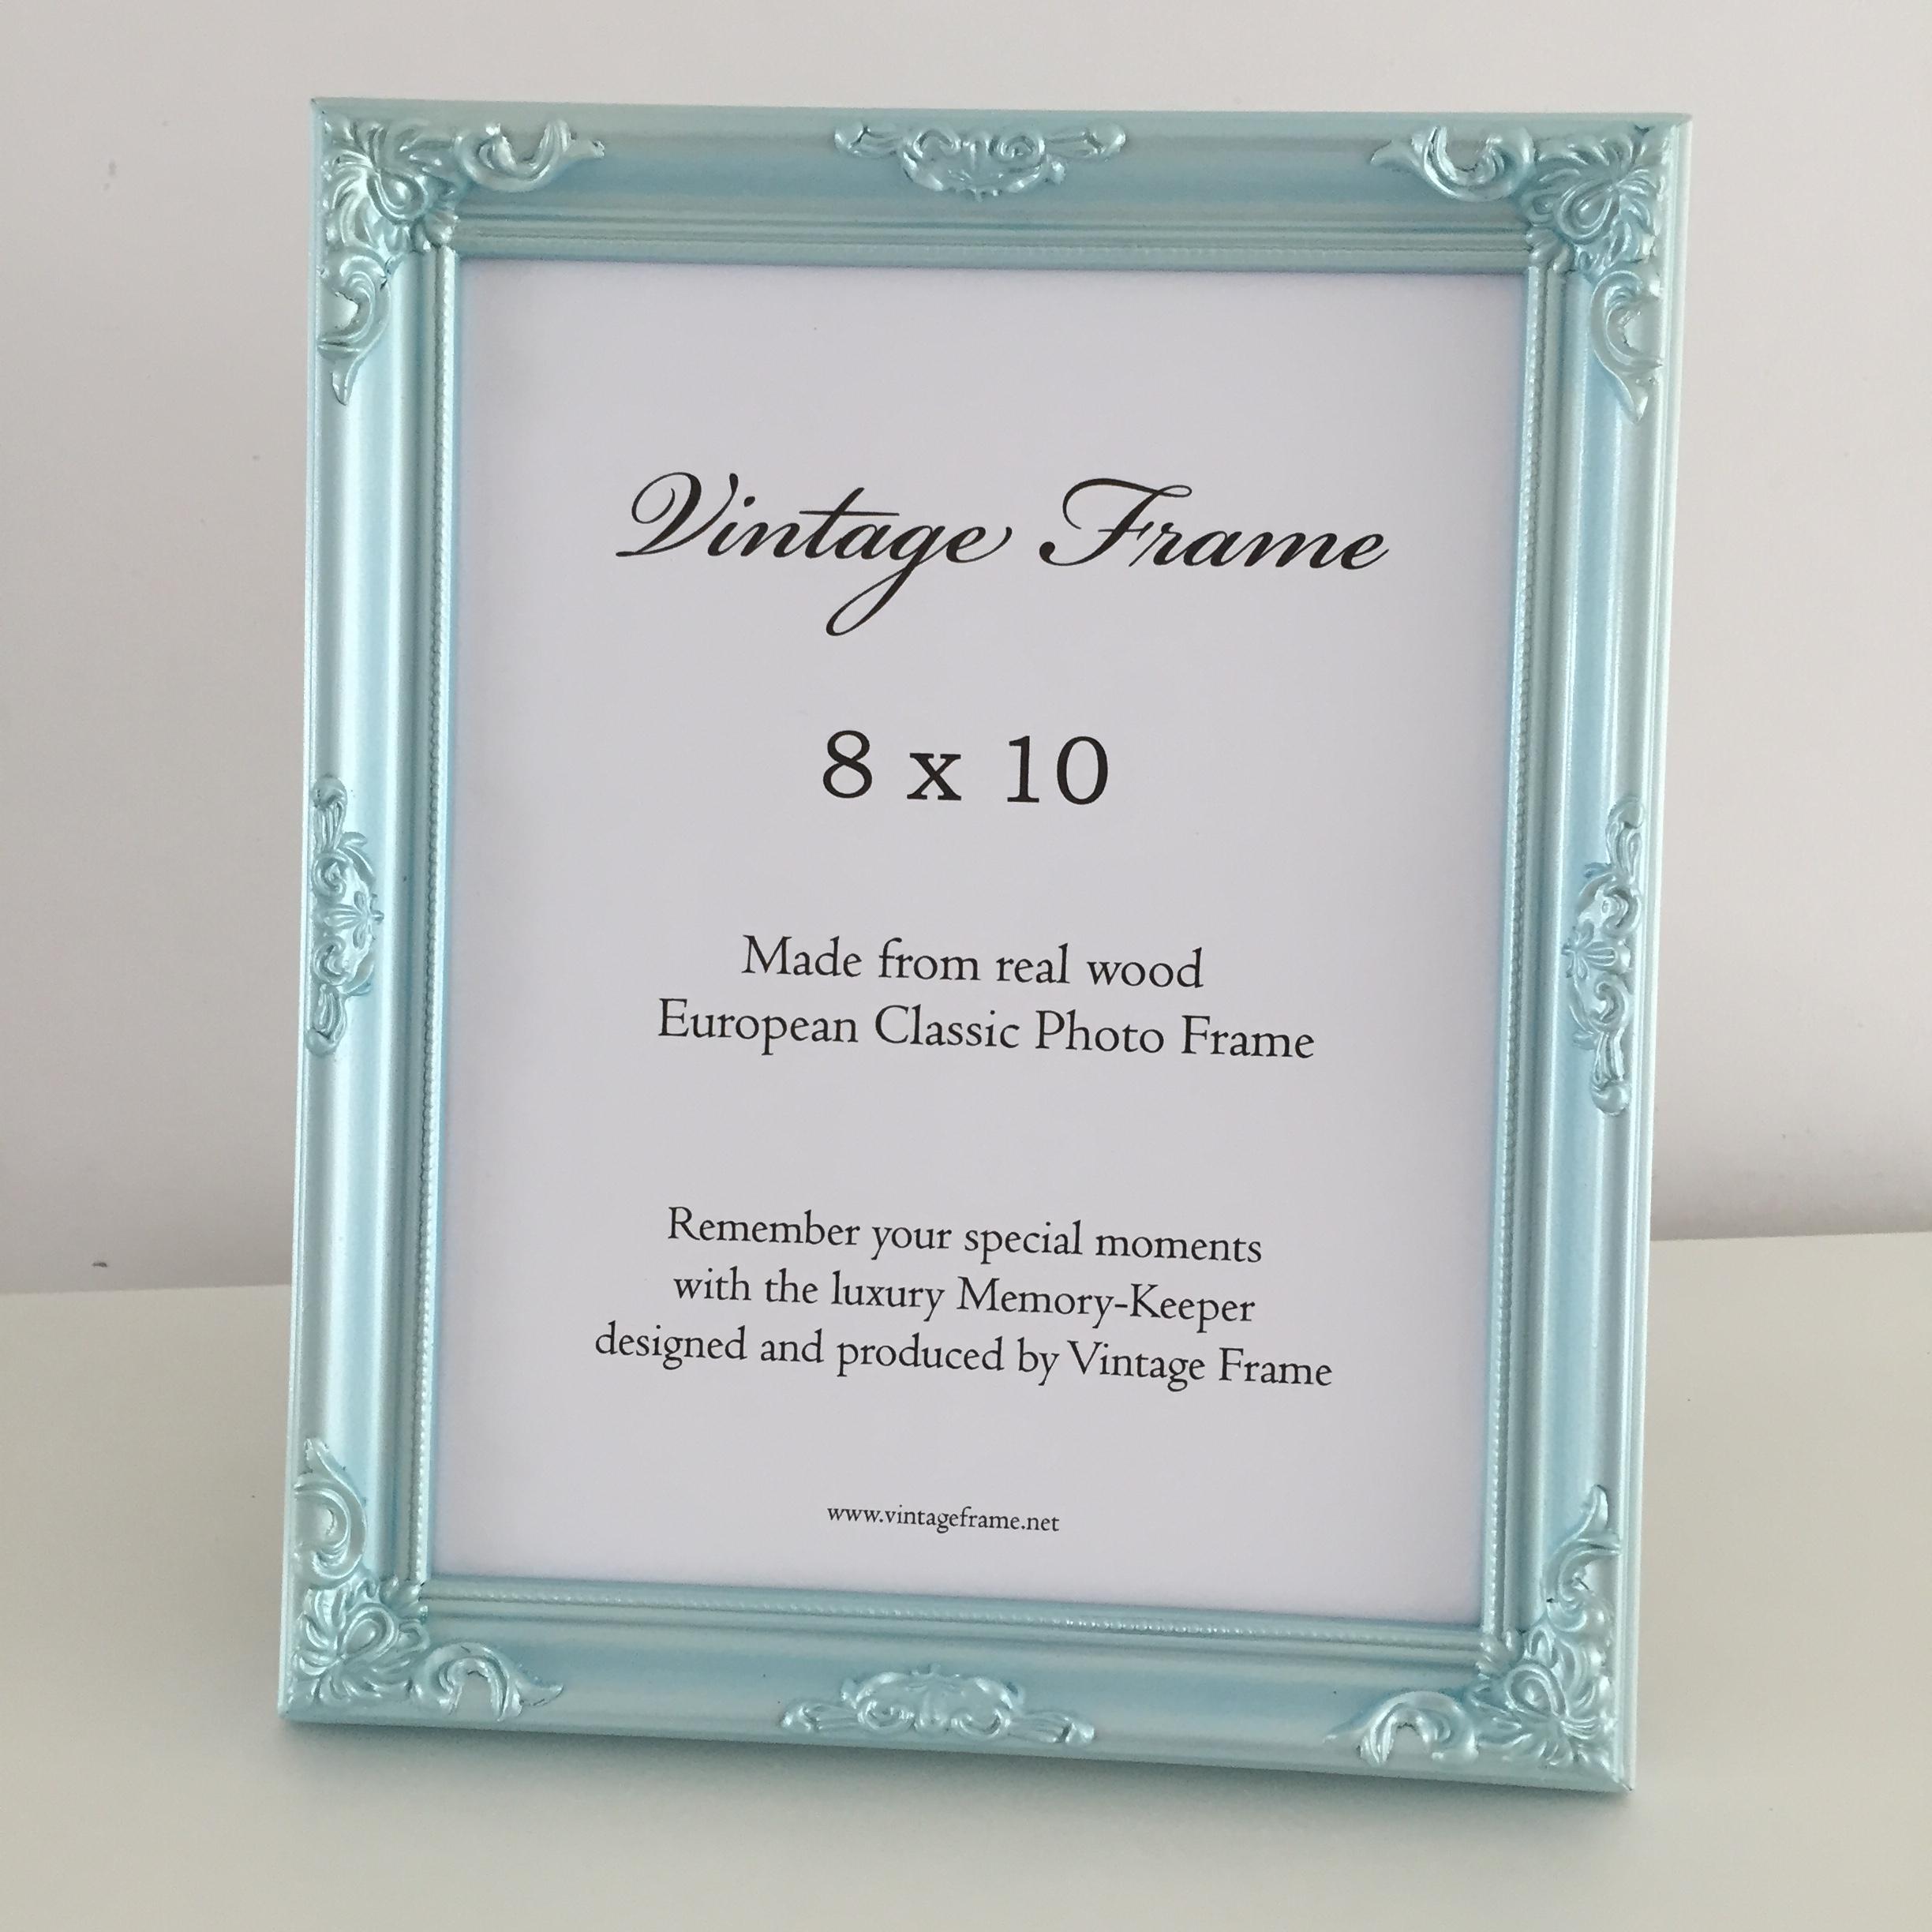 Vintage Frame
8 x 10
Made from real wood
European Classic Photo Frame
Remember your special moments
with the luxury Memory-Keeper
designed and produced by Vintage Frame
www.vintageframe.net